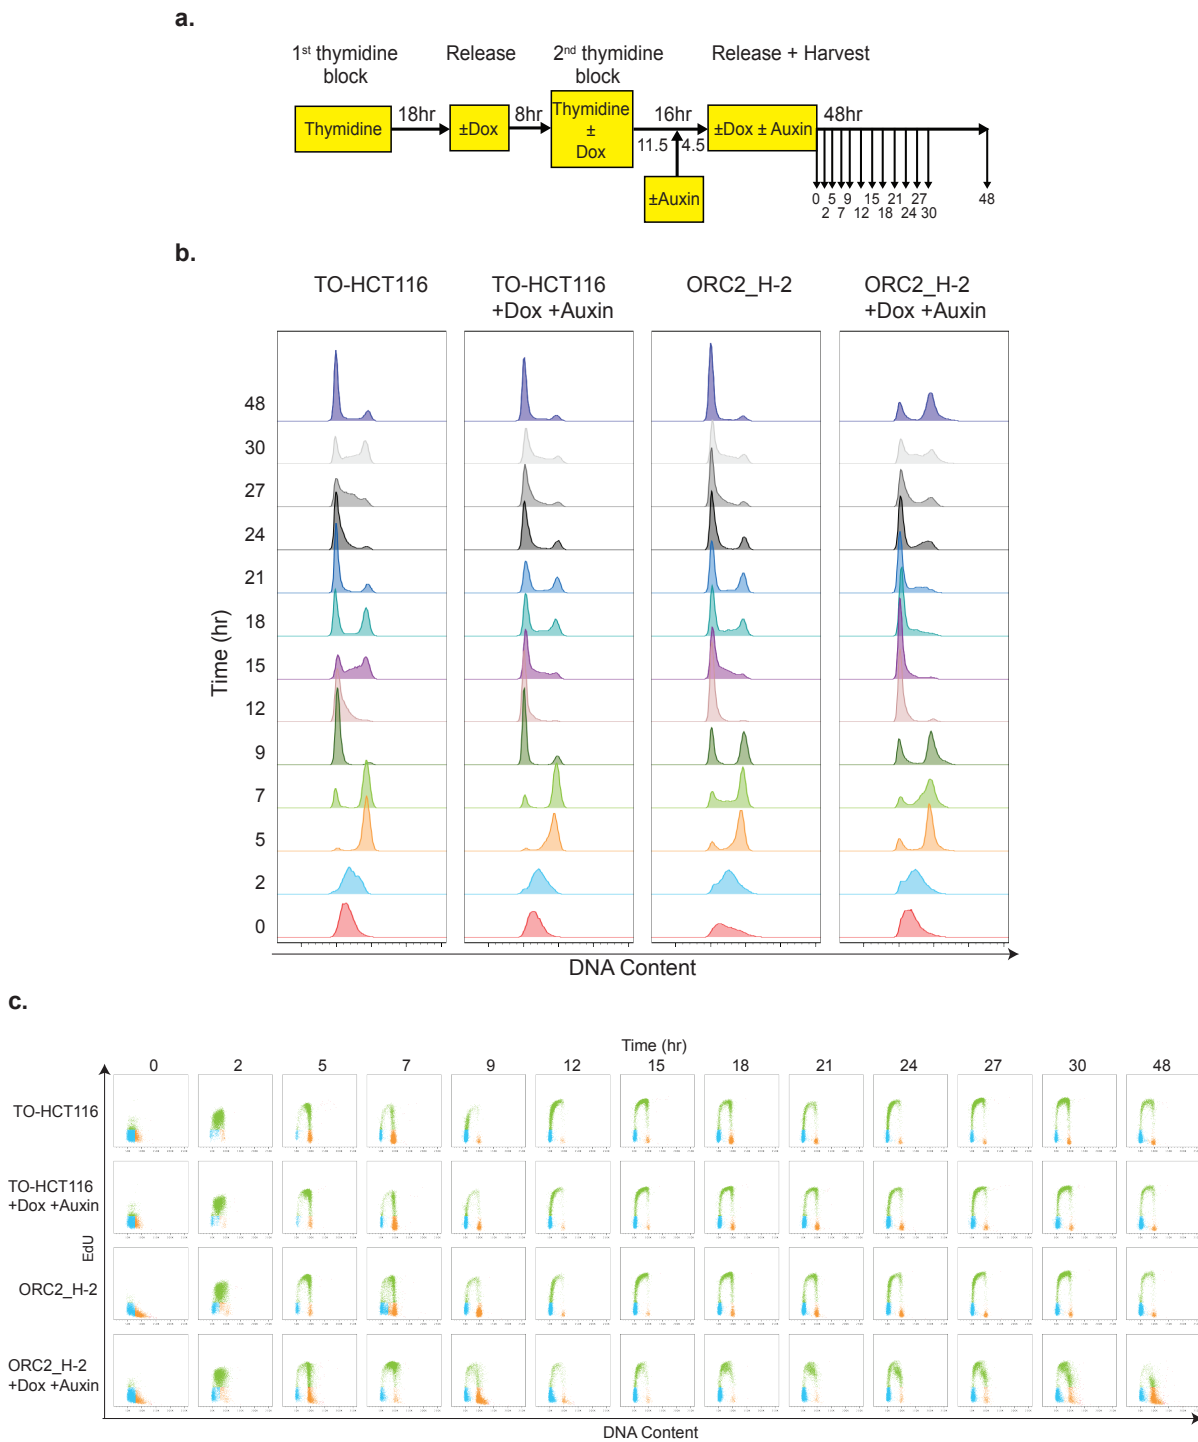 a.
1st thymidine
block
Release
2nd thymidine
block
Release + Harvest
Thymidine
18hr
±Dox
8hr
Thymidine
±
Dox
16hr
11.5
4.5
±Auxin
±Dox ± Auxin
48hr
0 5 9 15 21 27 48
2 7 12 18 24 30
b.
TO-HCT116
TO-HCT116
+Dox +Auxin
ORC2_H-2
ORC2_H-2
+Dox +Auxin
Time (hr)
48
30
27
24
21
18
15
12
9
7
5
2
0
DNA Content
c.
Time (hr)
0 2 5 7 9 12 15 18 21 24 27 30 48
TO-HCT116
TO-HCT116
+Dox +Auxin
EdU
ORC2_H-2
ORC2_H-2
+Dox +Auxin
DNA Content